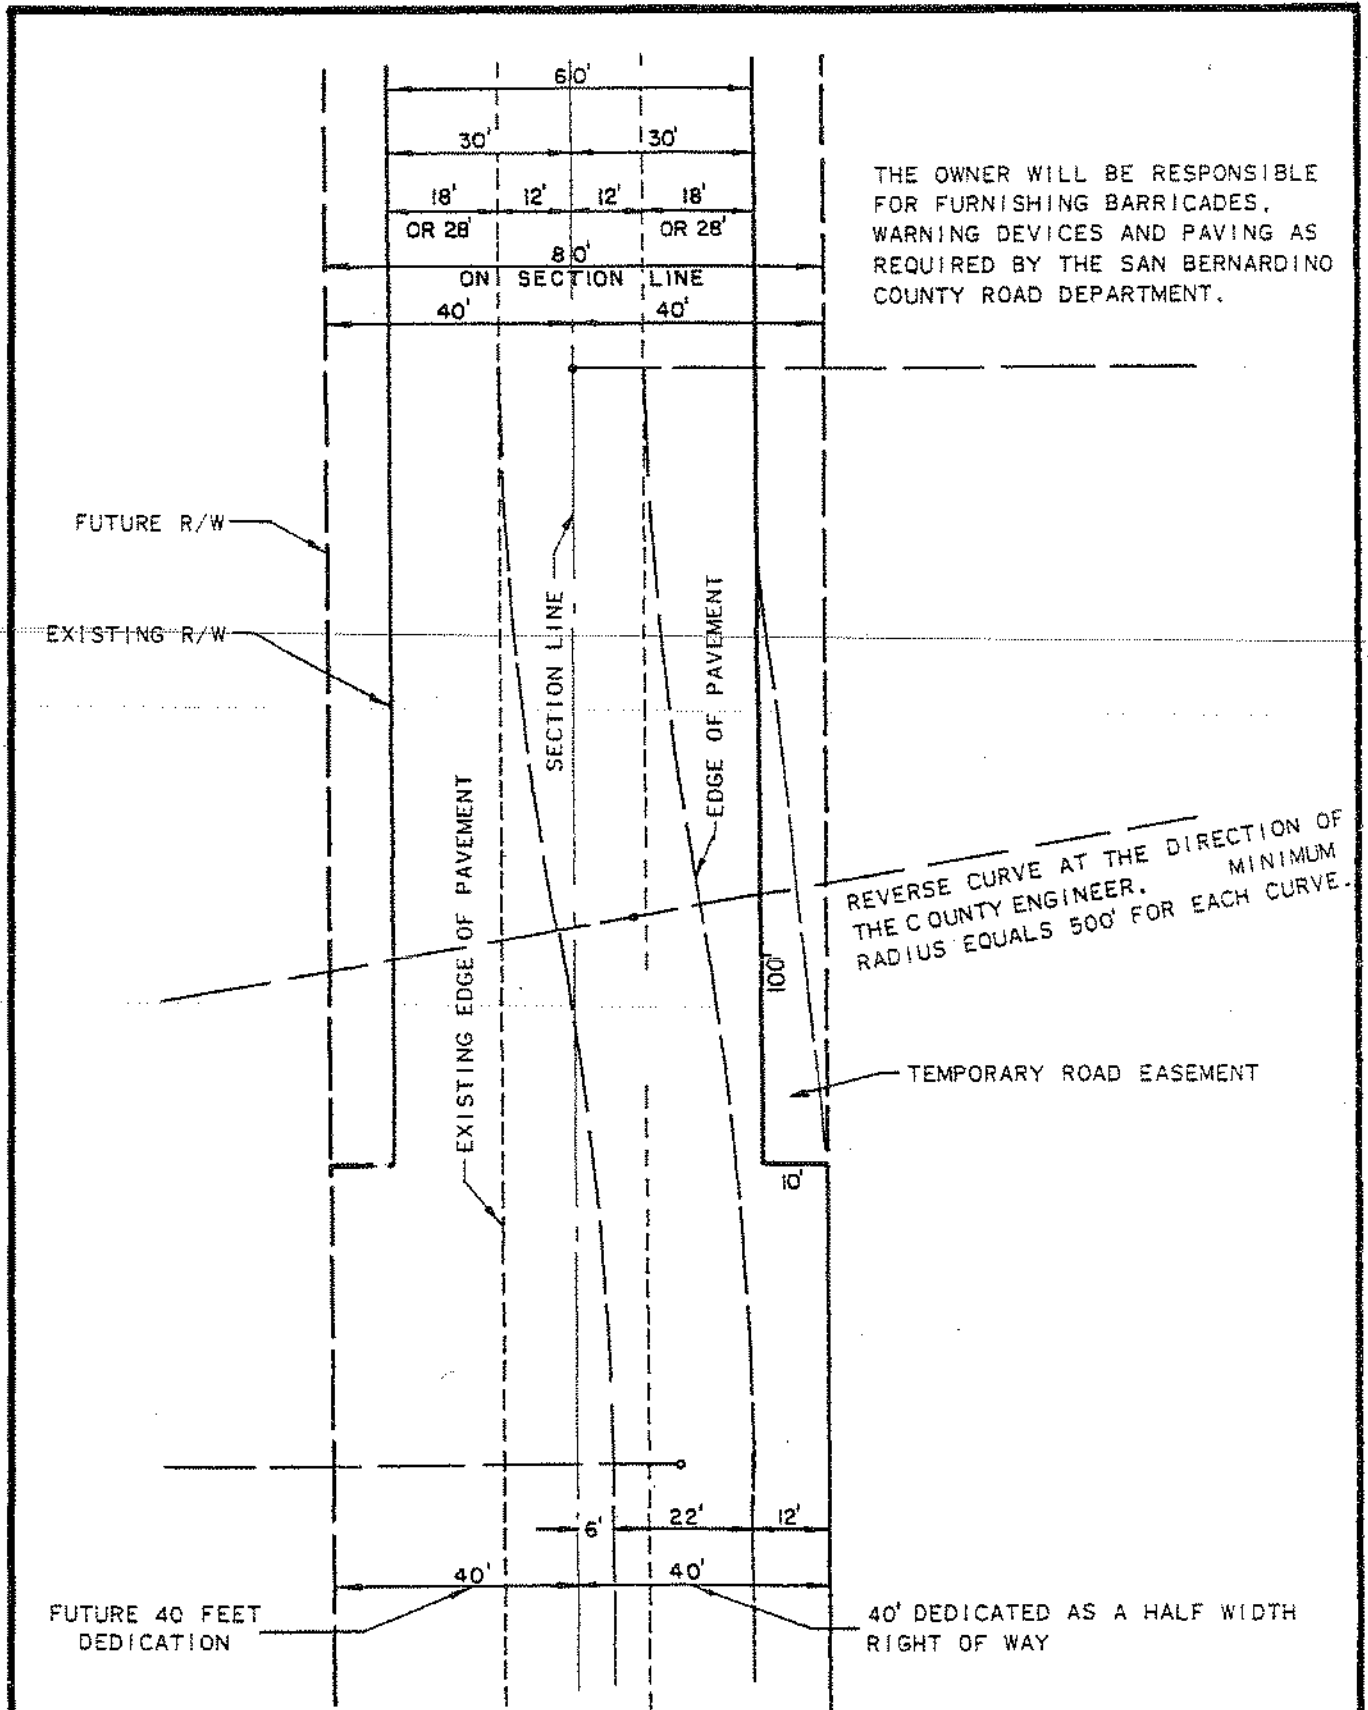 60'
30' 30'
18' 12' 12' 18'
OR 28' OR 28'
80'
ON SECTION LINE
40' 40'
THE OWNER WILL BE RESPONSIBLE
FOR FURNISHING BARRICADES,
WARNING DEVICES AND PAVING AS
REQUIRED BY THE SAN BERNARDINO
COUNTY ROAD DEPARTMENT.
FUTURE R/W
EXISTING R/W
SECTION LINE
EDGE OF PAVEMENT
EXISTING EDGE OF PAVEMENT
REVERSE CURVE AT THE DIRECTION OF
THE COUNTY ENGINEER. MINIMUM
RADIUS EQUALS 500' FOR EACH CURVE.
100'
TEMPORARY ROAD EASEMENT
10'
6' 22' 12'
40' 40'
FUTURE 40 FEET
DEDICATION
40' DEDICATED AS A HALF WIDTH
RIGHT OF WAY